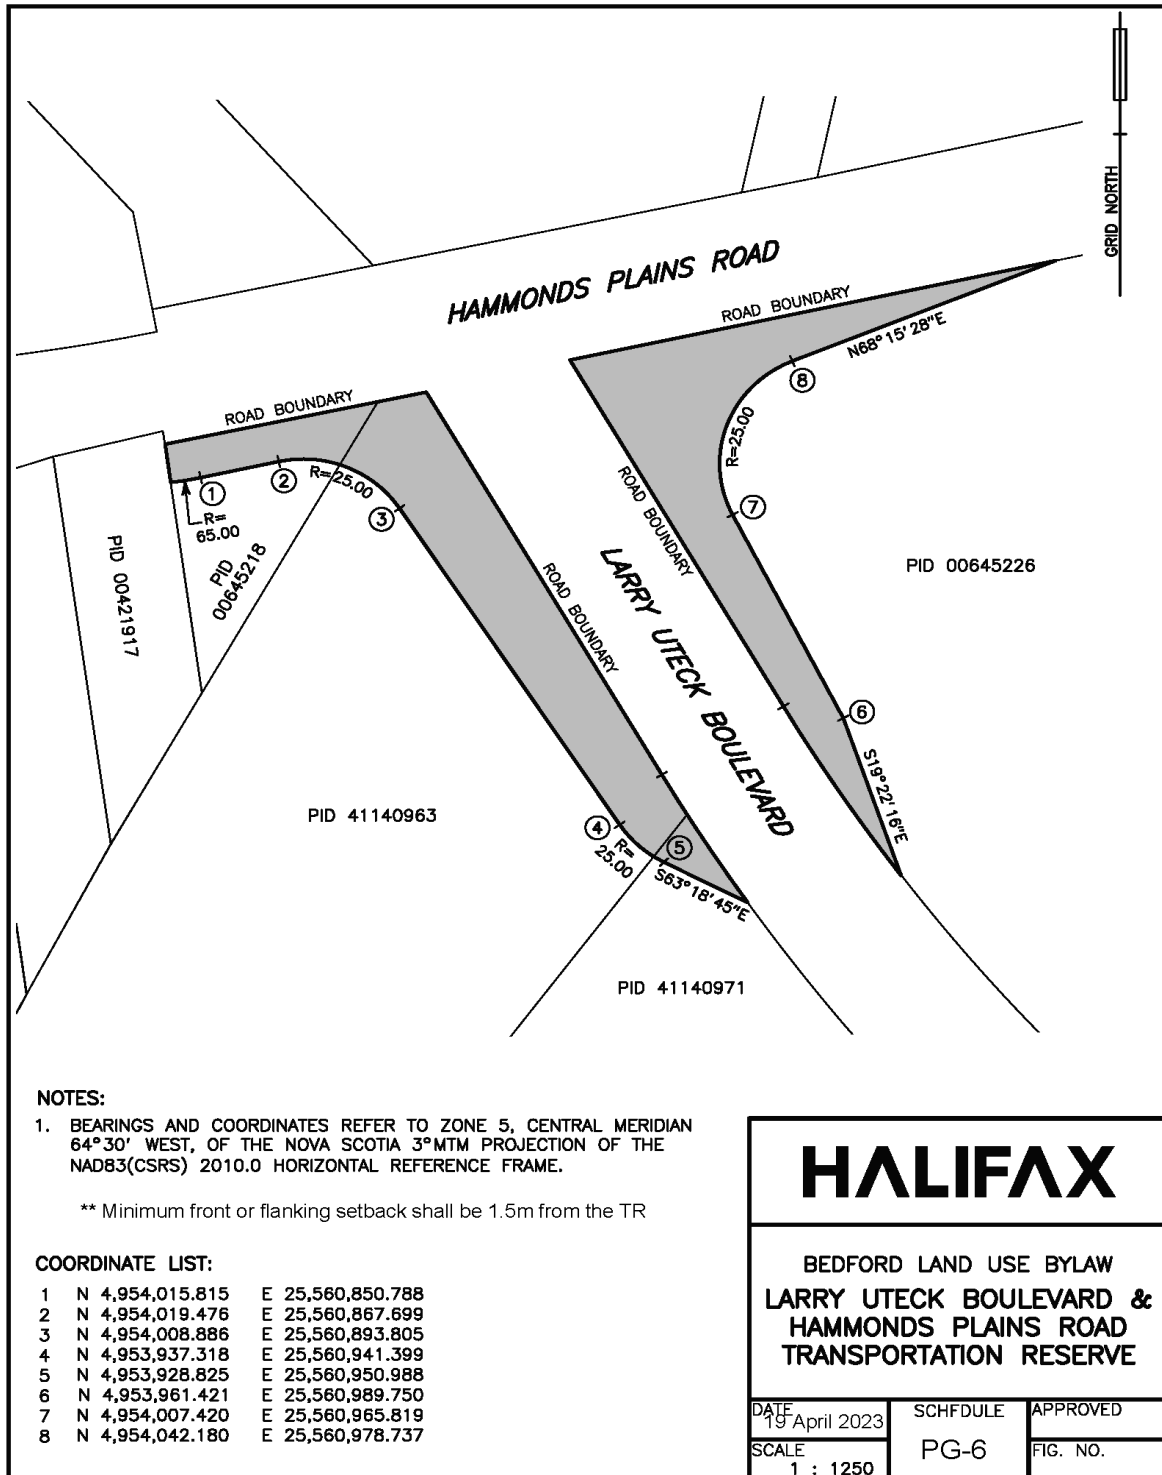 GRID NORTH
HAMMONDS PLAINS ROAD
ROAD BOUNDARY
N68°15'28"E
8
ROAD BOUNDARY
R=25.00
1
2
R=25.00
3
R=
65.00
7
ROAD BOUNDARY
ROAD BOUNDARY
PID 00421917
PID
00645218
LARRY UTECK BOULEVARD
PID 00645226
6
S19°22'16"E
PID 41140963
4
R=
25.00
5
S63°18'45"E
PID 41140971
NOTES:
1. BEARINGS AND COORDINATES REFER TO ZONE 5, CENTRAL MERIDIAN
64°30' WEST, OF THE NOVA SCOTIA 3°MTM PROJECTION OF THE
NAD83(CSRS) 2010.0 HORIZONTAL REFERENCE FRAME.
** Minimum front or flanking setback shall be 1.5m from the TR
COORDINATE LIST:
1 N 4,954,015.815 E 25,560,850.788
2 N 4,954,019.476 E 25,560,867.699
3 N 4,954,008.886 E 25,560,893.805
4 N 4,953,937.318 E 25,560,941.399
5 N 4,953,928.825 E 25,560,950.988
6 N 4,953,961.421 E 25,560,989.750
7 N 4,954,007.420 E 25,560,965.819
8 N 4,954,042.180 E 25,560,978.737
HALIFAX
BEDFORD LAND USE BYLAW
LARRY UTECK BOULEVARD &
HAMMONDS PLAINS ROAD
TRANSPORTATION RESERVE
DATE
19 April 2023
SCHEDULE
PG-6
APPROVED
SCALE
1 : 1250
FIG. NO.